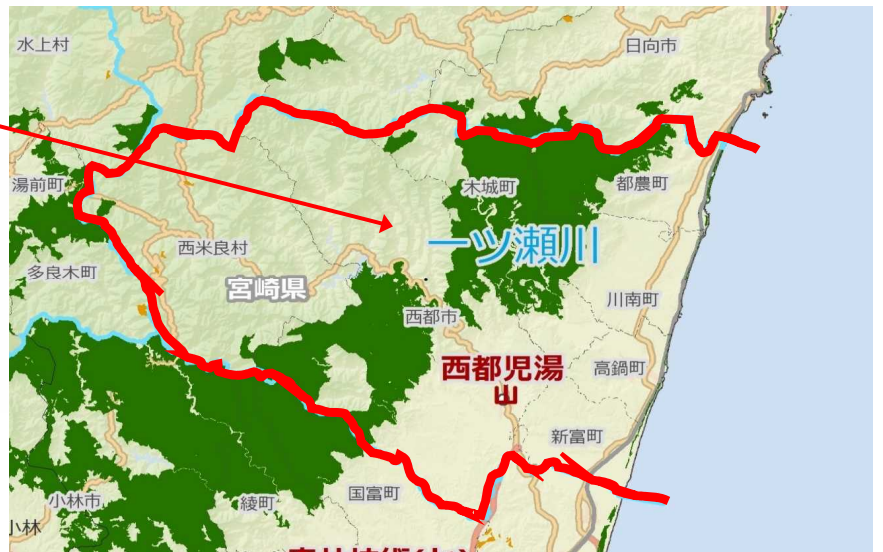 水上村
日向市
湯前町
木城町
都農町
西米良村
一ツ瀬川
多良木町
宮崎県
川南町
西都市
西都児湯
山
高鍋町
新富町
国富町
小林市
綾町
小林